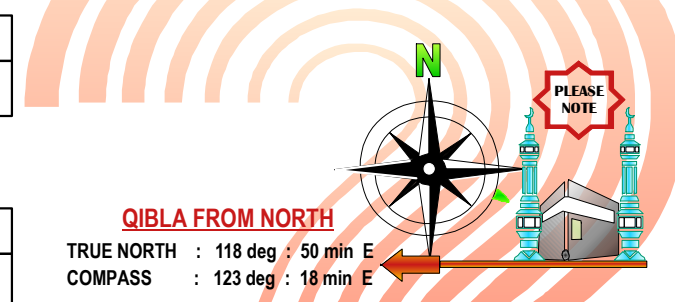 N
PLEASE
NOTE
QIBLA FROM NORTH
TRUE NORTH : 118 deg : 50 min E
COMPASS : 123 deg : 18 min E